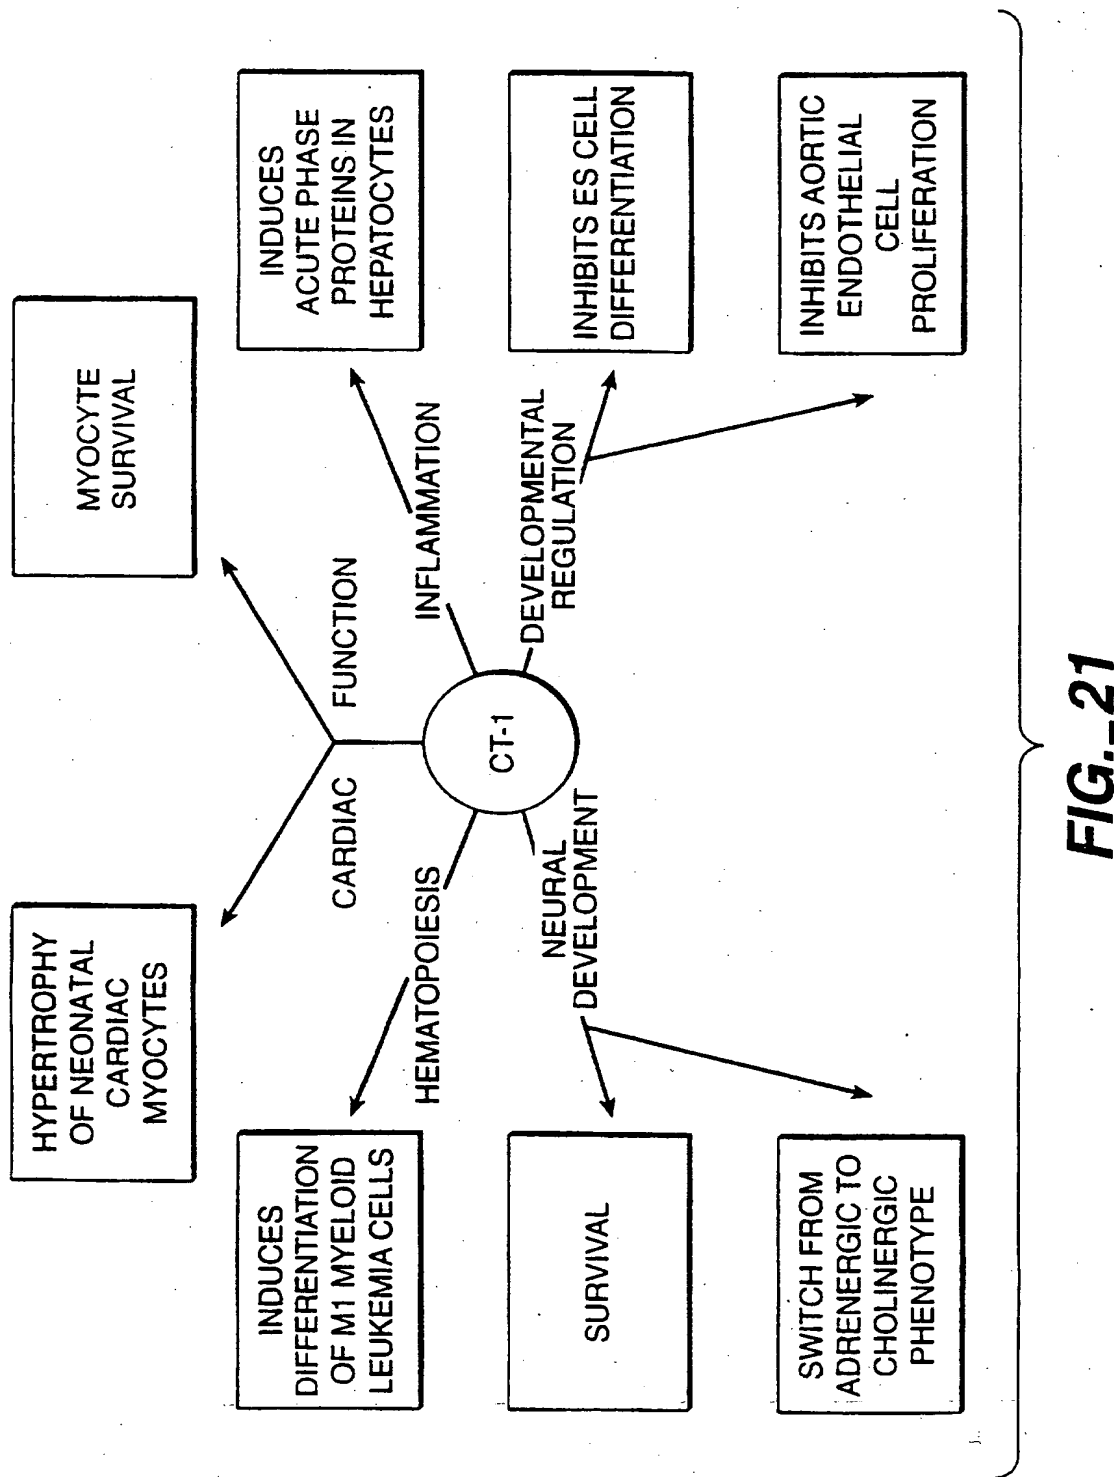 HYPERTROPHY
OF NEONATAL
CARDIAC
MYOCYTES
MYOCYTE
SURVIVAL
CARDIAC
FUNCTION
INDUCES
DIFFERENTIATION
OF M1 MYELOID
LEUKEMIA CELLS
HEMATOPOIESIS
INFLAMMATION
INDUCES
ACUTE PHASE
PROTEINS IN
HEPATOCYTES
CT-1
SURVIVAL
NEURAL
DEVELOPMENT
DEVELOPMENTAL
REGULATION
INHIBITS ES CELL
DIFFERENTIATION
SWITCH FROM
ADRENERGIC TO
CHOLINERGIC
PHENOTYPE
INHIBITS AORTIC
ENDOTHELIAL
CELL
PROLIFERATION
FIG.-21